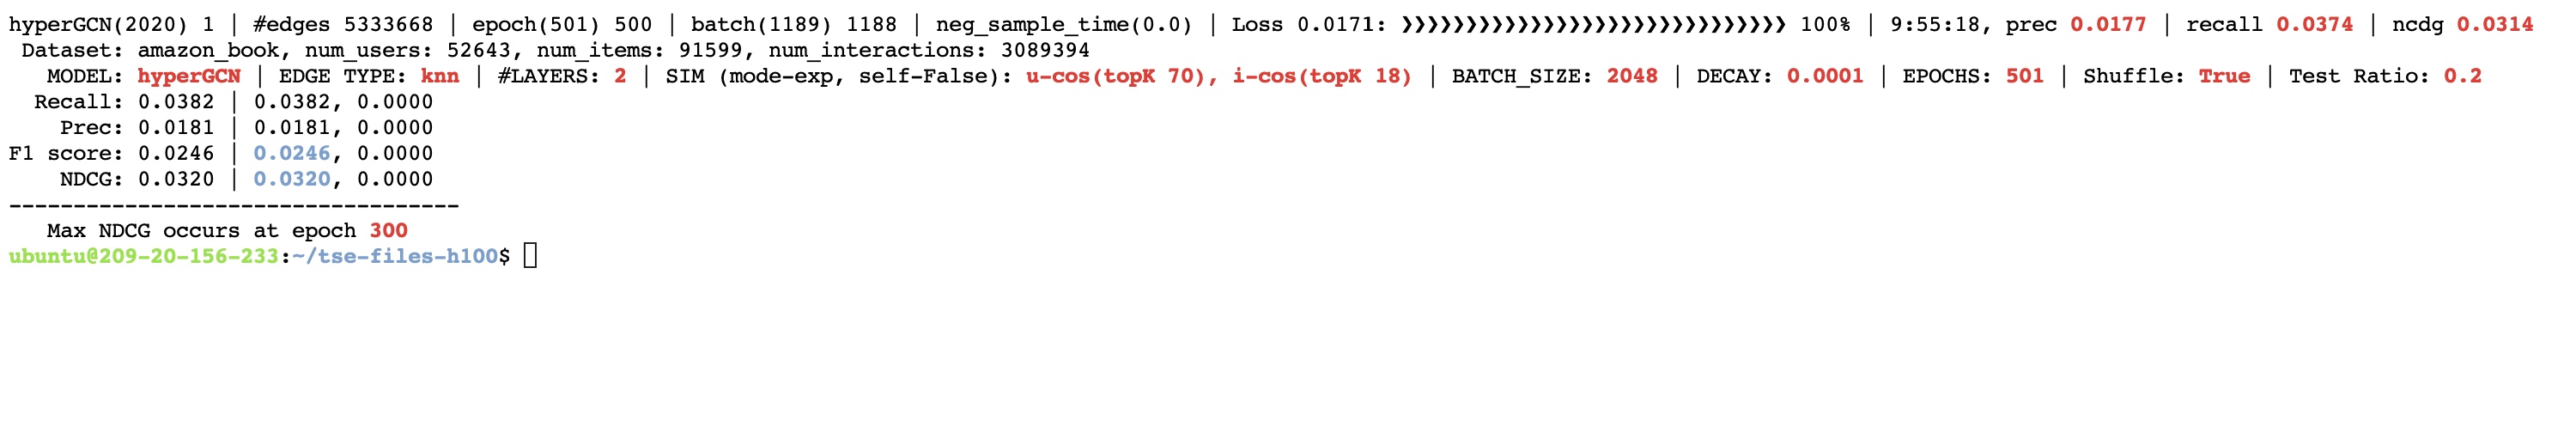 hyperGCN(2020) 1 | #edges 5333668 | epoch(501) 500 | batch(1189) 1188 | neg_sample_time(0.0) | Loss 0.0171: ❯❯❯❯❯❯❯❯❯❯❯❯❯❯❯❯❯❯❯❯❯❯❯❯❯❯❯❯❯❯ 100% | 9:55:18, prec 0.0177 | recall 0.0374 | ncdg 0.0314
Dataset: amazon_book, num_users: 52643, num_items: 91599, num_interactions: 3089394
MODEL: hyperGCN | EDGE TYPE: knn | #LAYERS: 2 | SIM (mode-exp, self-False): u-cos(topK 70), i-cos(topK 18) | BATCH_SIZE: 2048 | DECAY: 0.0001 | EPOCHS: 501 | Shuffle: True | Test Ratio: 0.2
Recall: 0.0382 | 0.0382, 0.0000
Prec: 0.0181 | 0.0181, 0.0000
F1 score: 0.0246 | 0.0246, 0.0000
NDCG: 0.0320 | 0.0320, 0.0000
-----------------------------------
Max NDCG occurs at epoch 300
ubuntu@209-20-156-233:~/tse-files-h100$